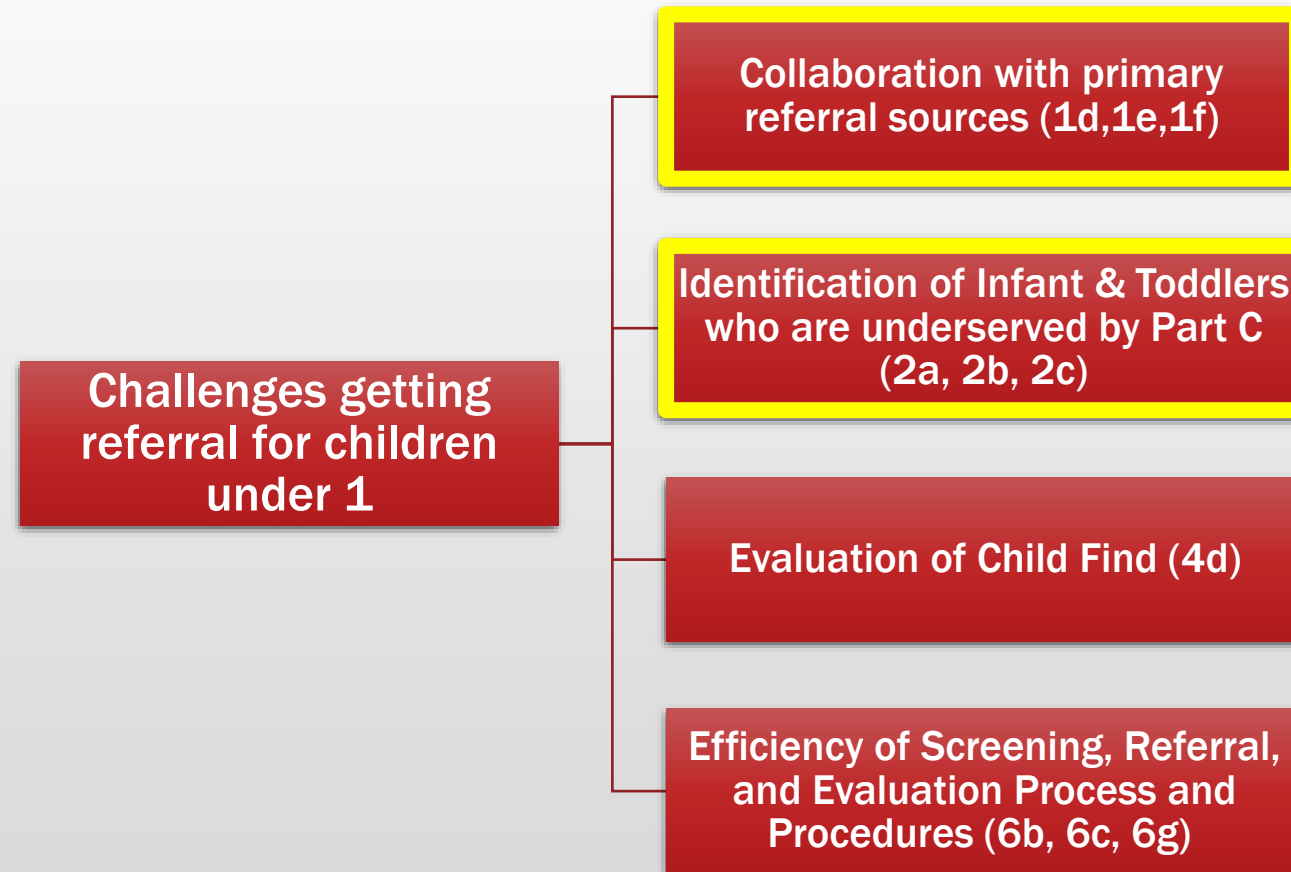 Challenges getting
referral for children
under 1
Collaboration with primary
referral sources (1d,1e,1f)
Identification of Infant & Toddlers
who are underserved by Part C
(2a, 2b, 2c)
Evaluation of Child Find (4d)
Efficiency of Screening, Referral,
and Evaluation Process and
Procedures (6b, 6c, 6g)